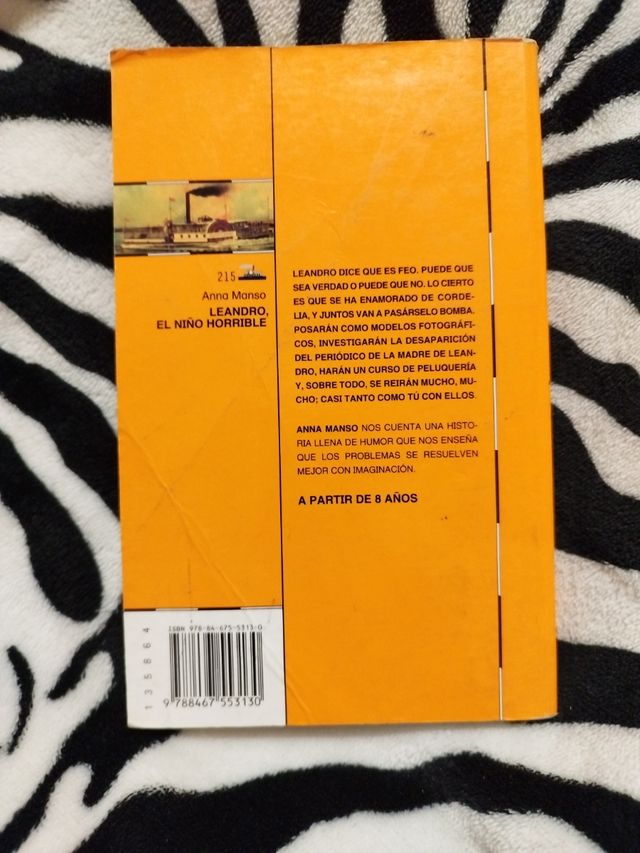 215
Anna Manso
LEANDRO,
EL NIÑO HORRIBLE
LEANDRO DICE QUE ES FEO. PUEDE QUE
SEA VERDAD O PUEDE QUE NO. LO CIERTO
ES QUE SE HA ENAMORADO DE CORDE-
LIA, Y JUNTOS VAN A PASÁRSELO BOMBA.
POSARÁN COMO MODELOS FOTOGRÁFI-
COS, INVESTIGARÁN LA DESAPARICIÓN
DEL PERIÓDICO DE LA MADRE DE LEAN-
DRO, HARÁN UN CURSO DE PELUQUERÍA
Y, SOBRE TODO, SE REIRÁN MUCHO, MU-
CHO; CASI TANTO COMO TÚ CON ELLOS.
ANNA MANSO NOS CUENTA UNA HISTO-
RIA LLENA DE HUMOR QUE NOS ENSEÑA
QUE LOS PROBLEMAS SE RESUELVEN
MEJOR CON IMAGINACIÓN.
A PARTIR DE 8 AÑOS
ISBN 978-84-675-5313-0
135864
9 788467 553130